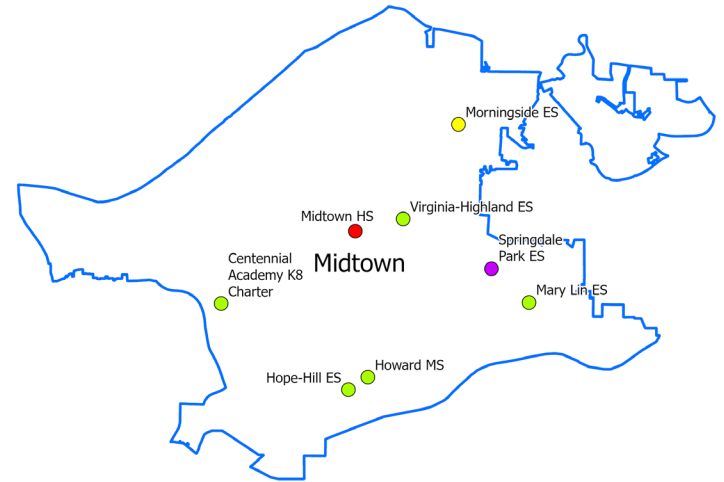 Morningside ES
Virginia-Highland ES
Midtown HS
Springdale
Park ES
Centennial
Academy K8
Charter
Midtown
Mary Lin ES
Howard MS
Hope-Hill ES